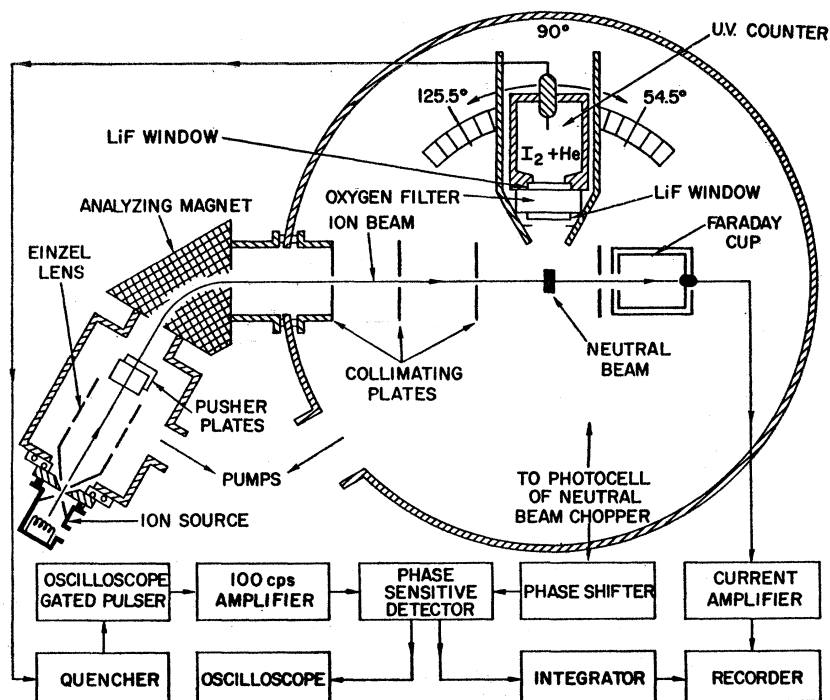 90°
U.V. COUNTER
125.5°
54.5°
LiF WINDOW
I₂ +He
OXYGEN FILTER
LiF WINDOW
ION BEAM
ANALYZING MAGNET
FARADAY
CUP
EINZEL
LENS
NEUTRAL
BEAM
COLLIMATING
PLATES
PUSHER
PLATES
PUMPS
TO PHOTOCELL
OF NEUTRAL
BEAM CHOPPER
ION SOURCE
OSCILLOSCOPE
GATED PULSER
100 cps
AMPLIFIER
PHASE
SENSITIVE
DETECTOR
PHASE SHIFTER
CURRENT
AMPLIFIER
QUENCHER
OSCILLOSCOPE
INTEGRATOR
RECORDER